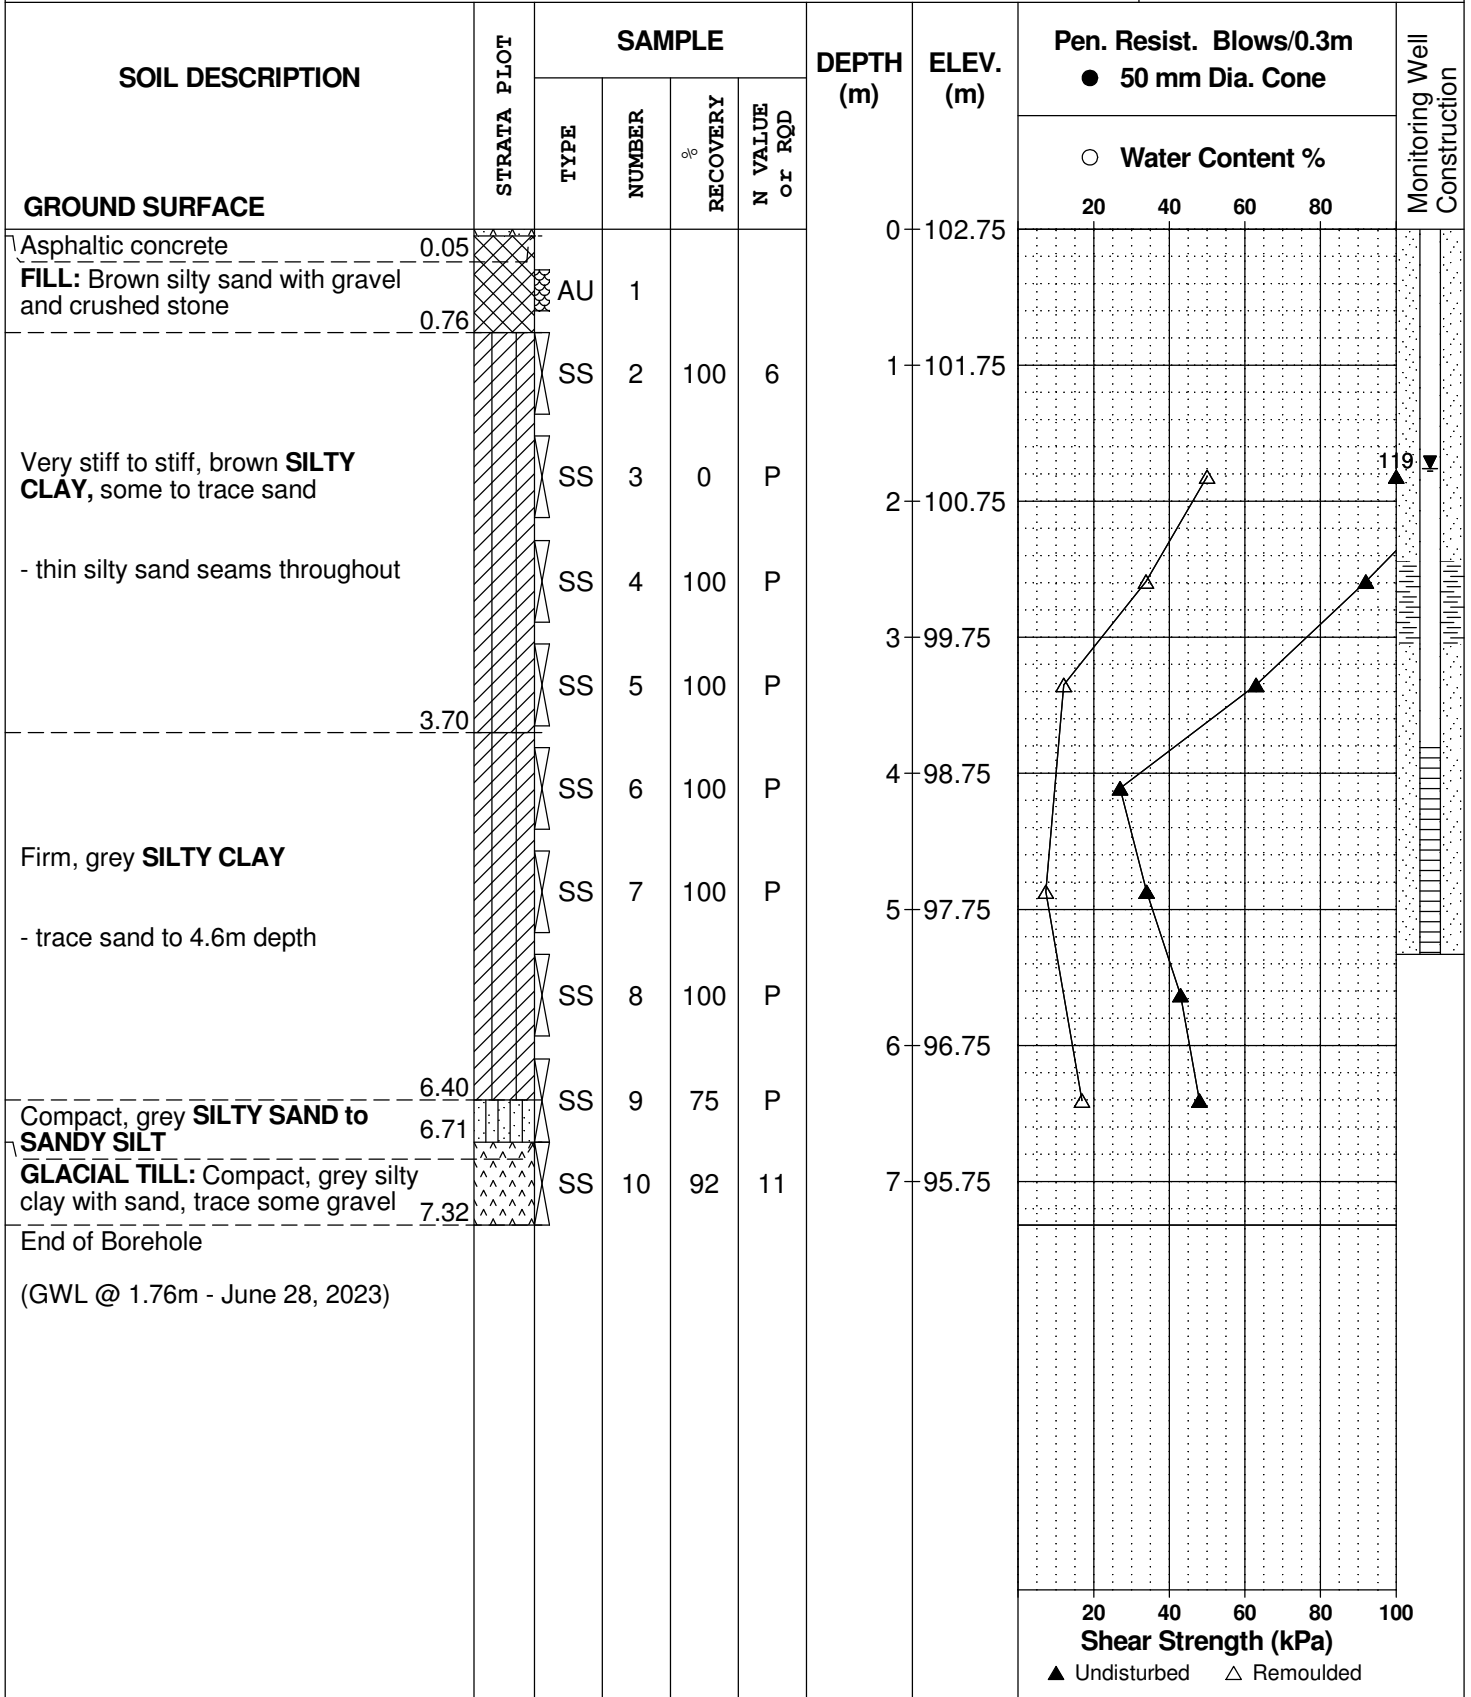 SOIL DESCRIPTION
GROUND SURFACE
STRATA PLOT
SAMPLE
TYPE
NUMBER
% RECOVERY
N VALUE or RQD
DEPTH (m)
ELEV. (m)
Pen. Resist. Blows/0.3m
● 50 mm Dia. Cone
○ Water Content %
20 40 60 80
Monitoring Well Construction
0 102.75
Asphaltic concrete 0.05
FILL: Brown silty sand with gravel
and crushed stone
0.76
AU 1
SS 2 100 6
1 101.75
Very stiff to stiff, brown SILTY
CLAY, some to trace sand
SS 3 0 P
119
2 100.75
- thin silty sand seams throughout
SS 4 100 P
3 99.75
SS 5 100 P
3.70
4 98.75
SS 6 100 P
Firm, grey SILTY CLAY
SS 7 100 P
5 97.75
- trace sand to 4.6m depth
SS 8 100 P
6 96.75
6.40
SS 9 75 P
Compact, grey SILTY SAND to
SANDY SILT
6.71
GLACIAL TILL: Compact, grey silty
clay with sand, trace some gravel
7.32
SS 10 92 11
7 95.75
End of Borehole
(GWL @ 1.76m - June 28, 2023)
20 40 60 80 100
Shear Strength (kPa)
▲ Undisturbed △ Remoulded